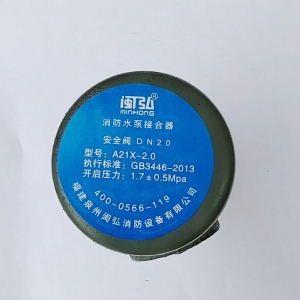 闽弘®
MINHONG
消防水泵接合器
安全阀 DN20
型号：A21X-2.0
执行标准：GB3446-2013
开启压力：1.7±0.5Mpa
400-0566-119
福建泉州闽弘消防设备有限公司